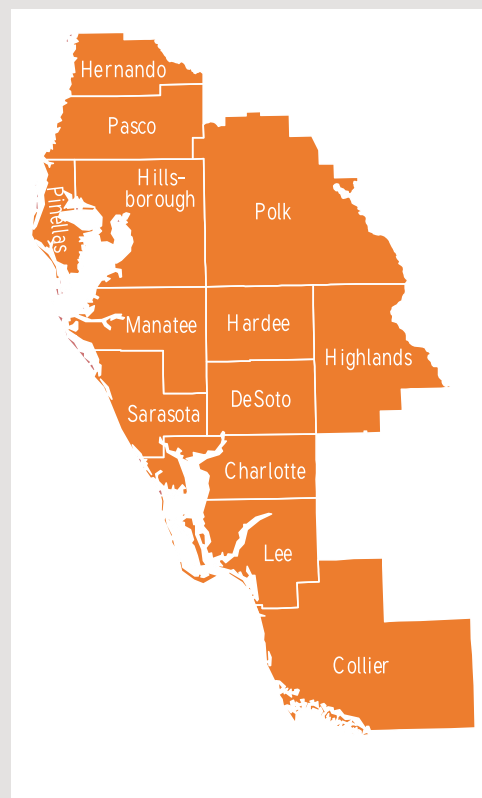 Hernando
Pasco
Hills-
borough
Pinellas
Polk
Manatee
Hardee
Highlands
DeSoto
Sarasota
Charlotte
Lee
Collier